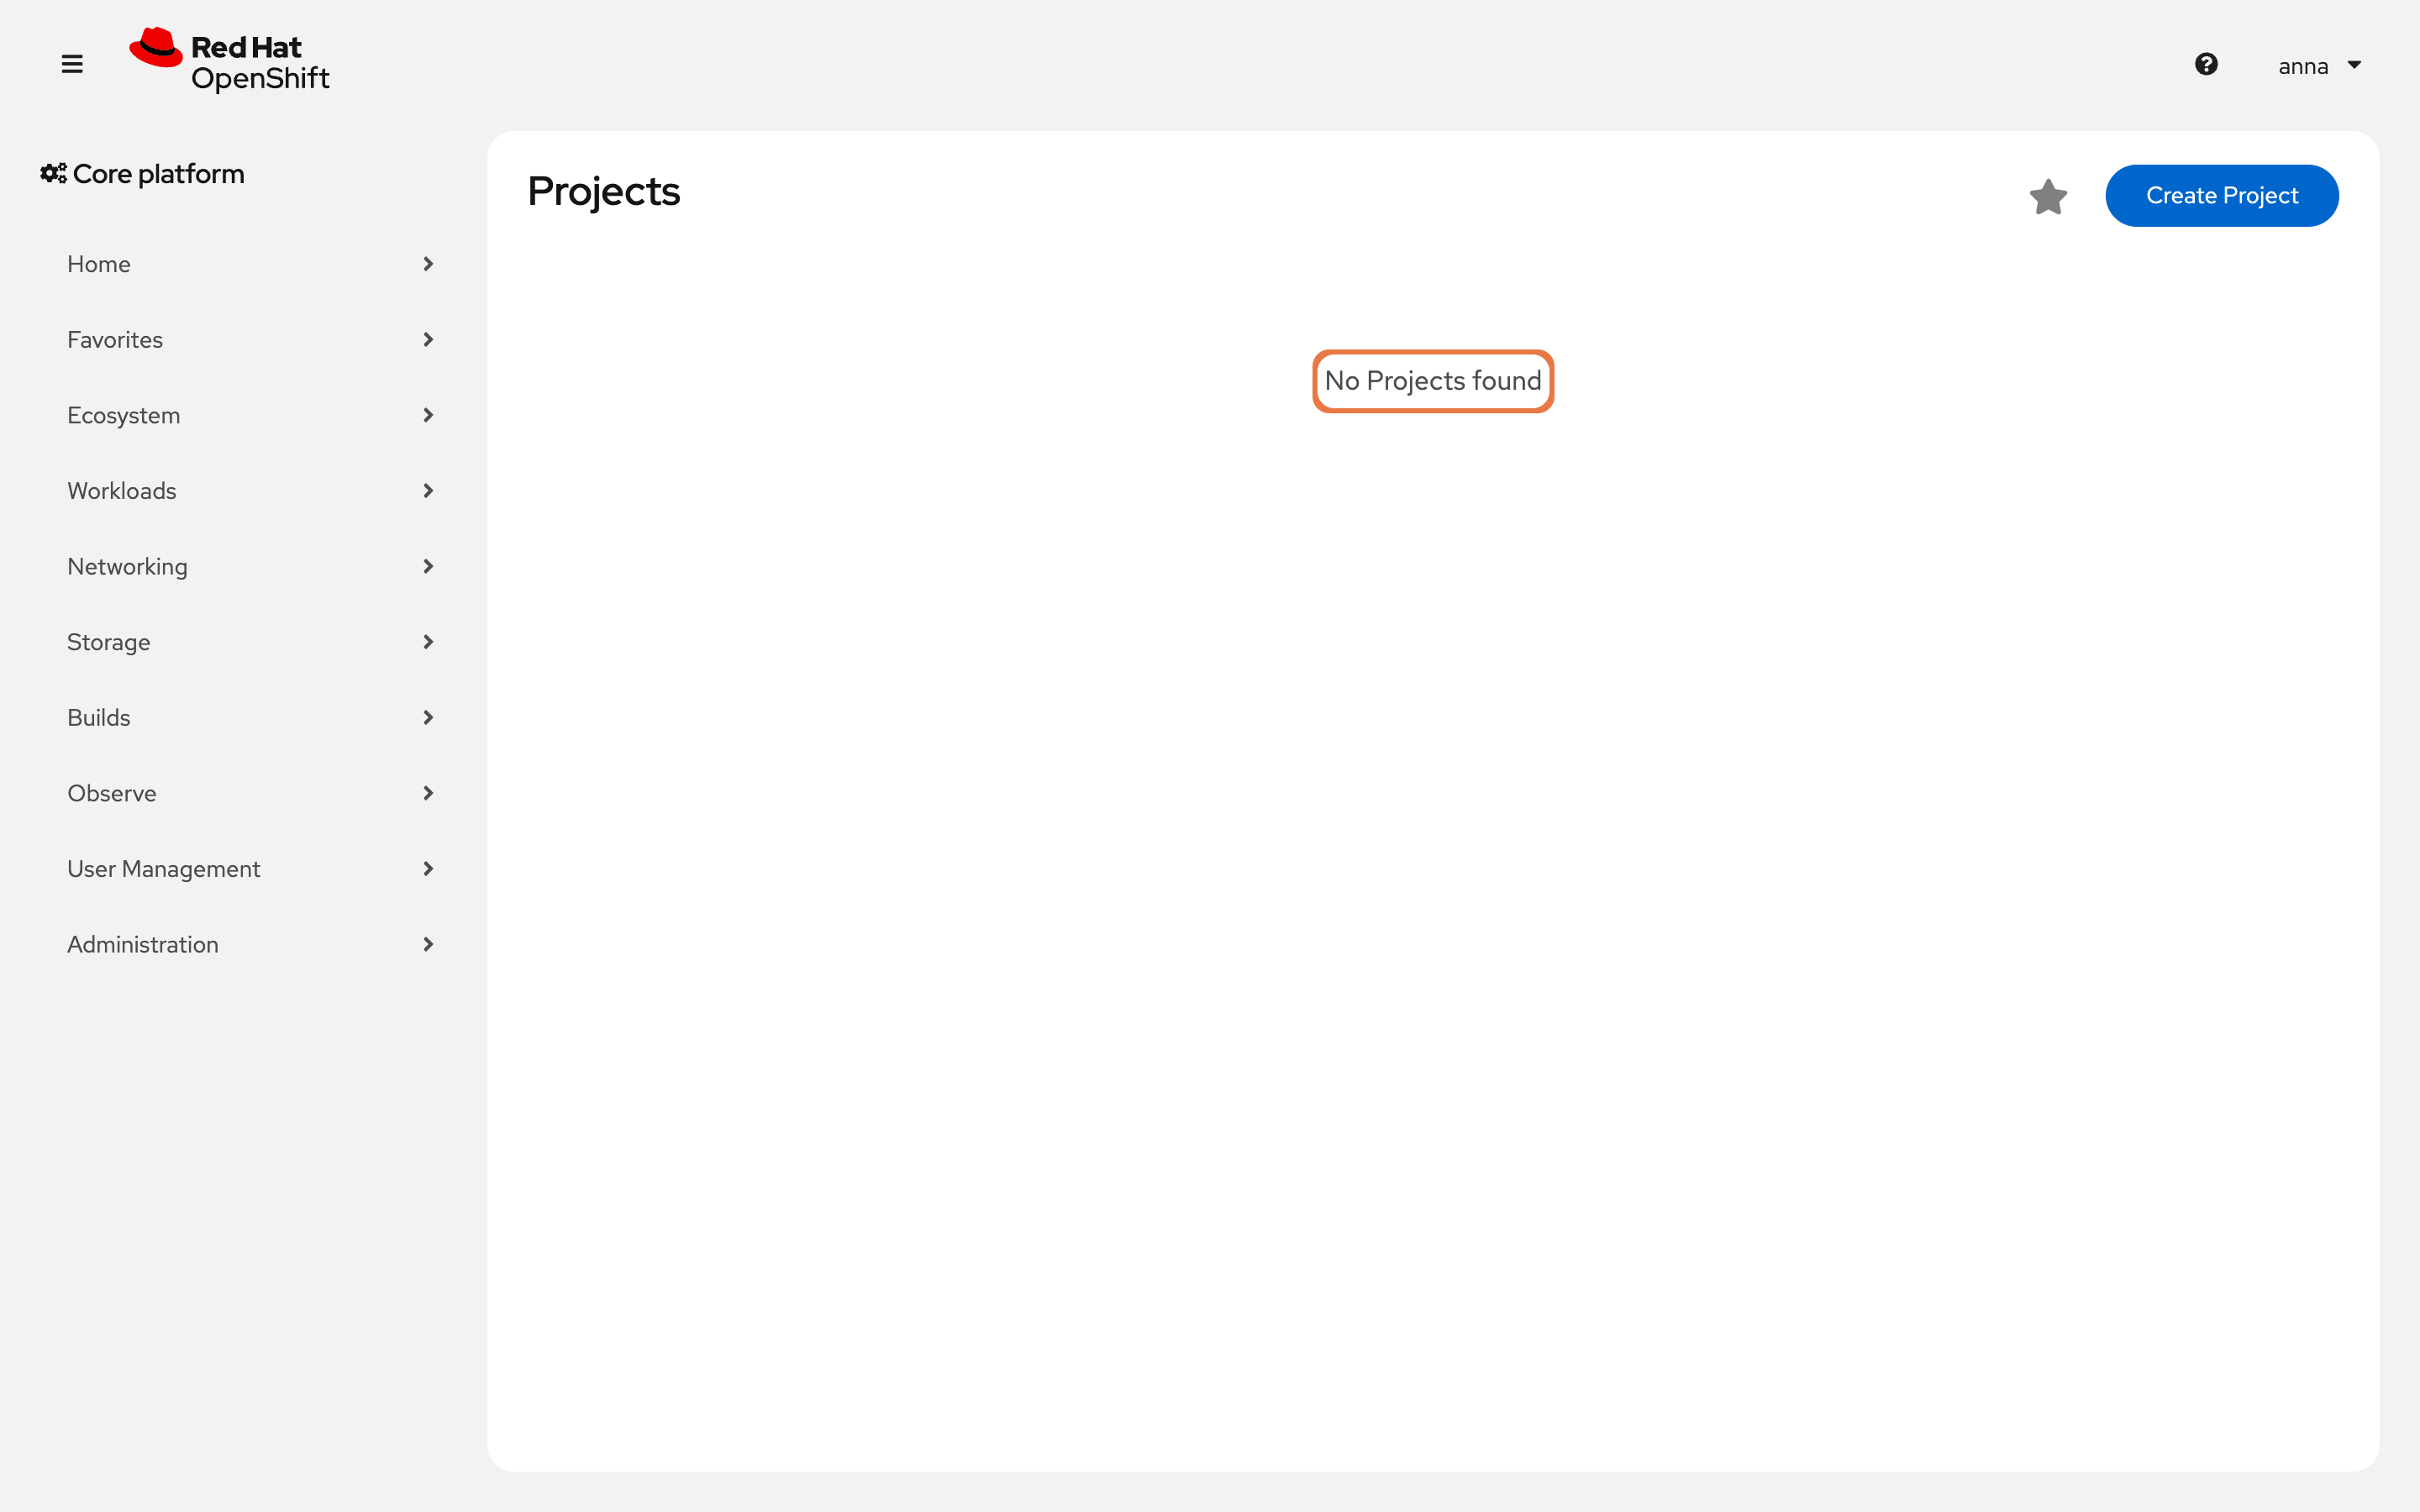 Red Hat
OpenShift
anna
Core platform
Home
Favorites
Ecosystem
Workloads
Networking
Storage
Builds
Observe
User Management
Administration
Projects
Create Project
No Projects found